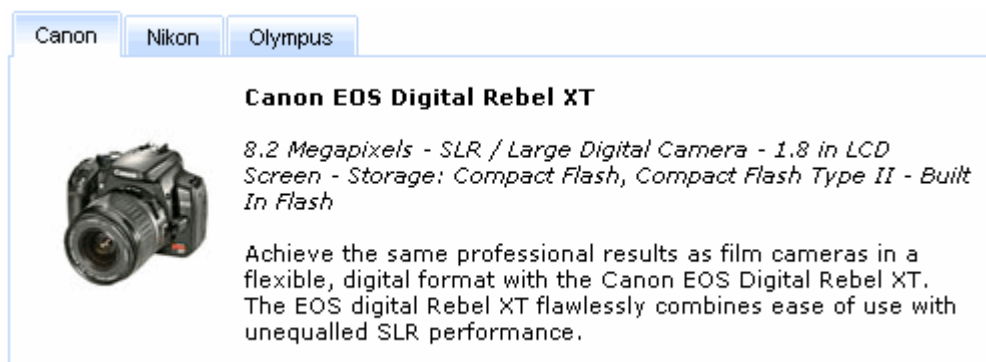 Canon Nikon Olympus
Canon EOS Digital Rebel XT
8.2 Megapixels - SLR / Large Digital Camera - 1.8 in LCD
Screen - Storage: Compact Flash, Compact Flash Type II - Built
In Flash
Achieve the same professional results as film cameras in a
flexible, digital format with the Canon EOS Digital Rebel XT.
The EOS digital Rebel XT flawlessly combines ease of use with
unequalled SLR performance.
Canon